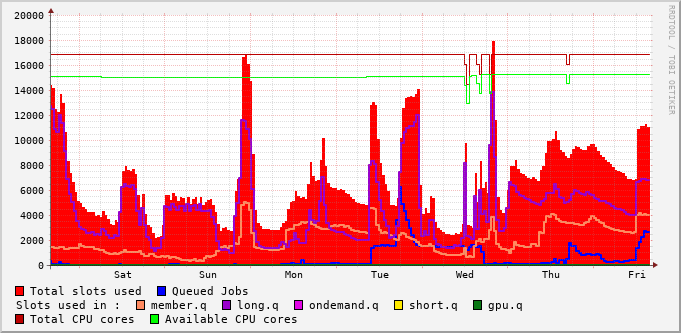 RRDTOOL / TOBI OETIKER
20000
18000
16000
14000
12000
10000
8000
6000
4000
2000
0
Sat Sun Mon Tue Wed Thu Fri
Total slots used Queued Jobs
Slots used in : member.q long.q ondemand.q short.q gpu.q
Total CPU cores Available CPU cores